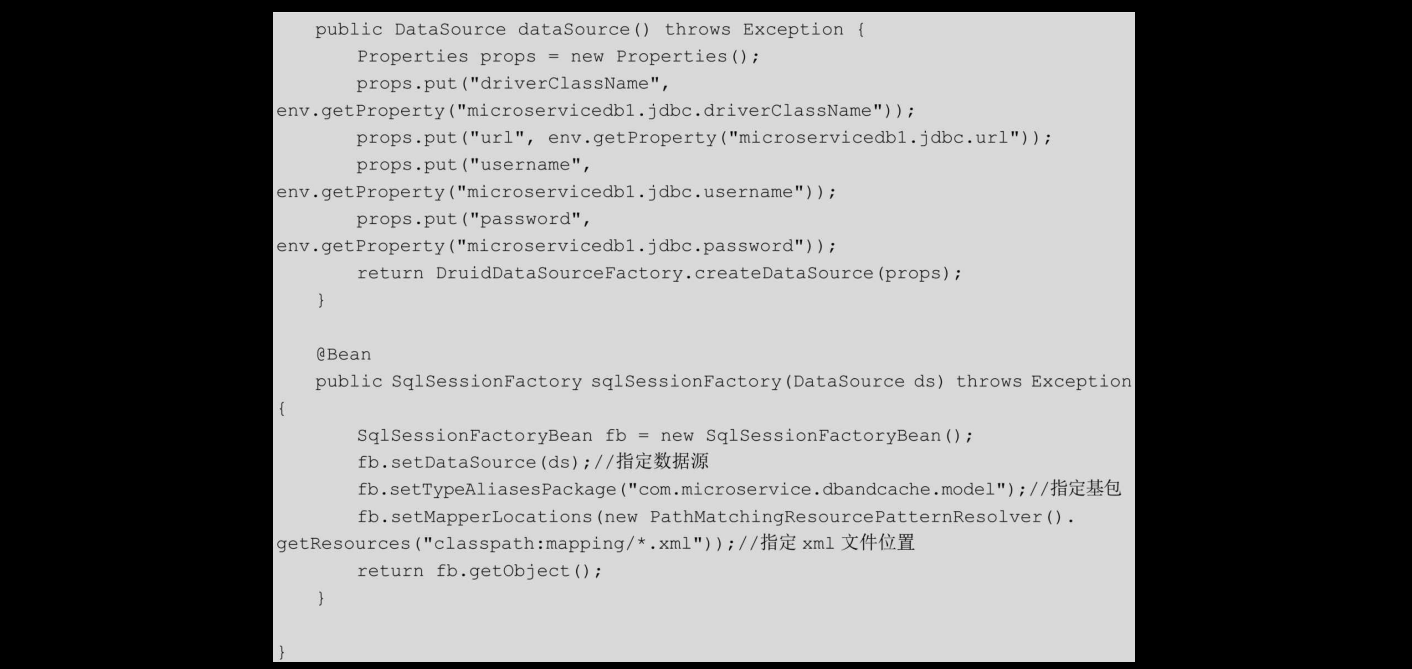 public DataSource dataSource() throws Exception {
Properties props = new Properties();
props.put("driverClassName",
env.getProperty("microservicedb1.jdbc.driverClassName"));
props.put("url", env.getProperty("microservicedb1.jdbc.url"));
props.put("username",
env.getProperty("microservicedb1.jdbc.username"));
props.put("password",
env.getProperty("microservicedb1.jdbc.password"));
return DruidDataSourceFactory.createDataSource(props);
}
@Bean
public SqlSessionFactory sqlSessionFactory(DataSource ds) throws Exception
{
SqlSessionFactoryBean fb = new SqlSessionFactoryBean();
fb.setDataSource(ds);//指定数据源
fb.setTypeAliasesPackage("com.microservice.dbandcache.model");//指定基包
fb.setMapperLocations(new PathMatchingResourcePatternResolver().
getResources("classpath:mapping/*.xml"));//指定 xml 文件位置
return fb.getObject();
}
}